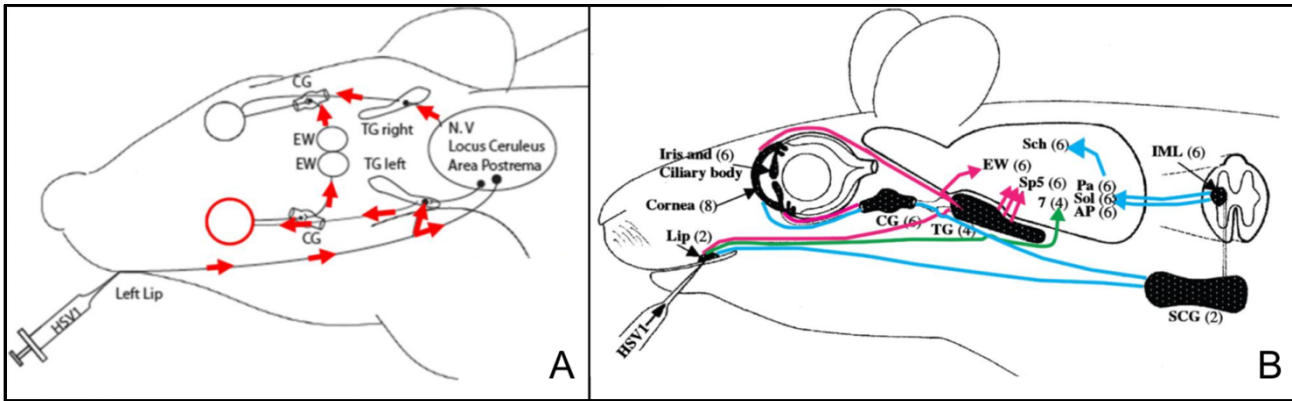 CG
TG right
EW
EW
TG left
N. V
Locus Ceruleus
Area Postrema
CG
Left Lip
HSV1
A
Iris and (6)
Ciliary body
Cornea (8)
Lip (2)
HSV1
CG (6)
TG (4)
EW (6)
Sp5 (6)
7 (4)
Sch (6)
Pa (6)
Sol (6)
AP (6)
IML (6)
SCG (2)
B